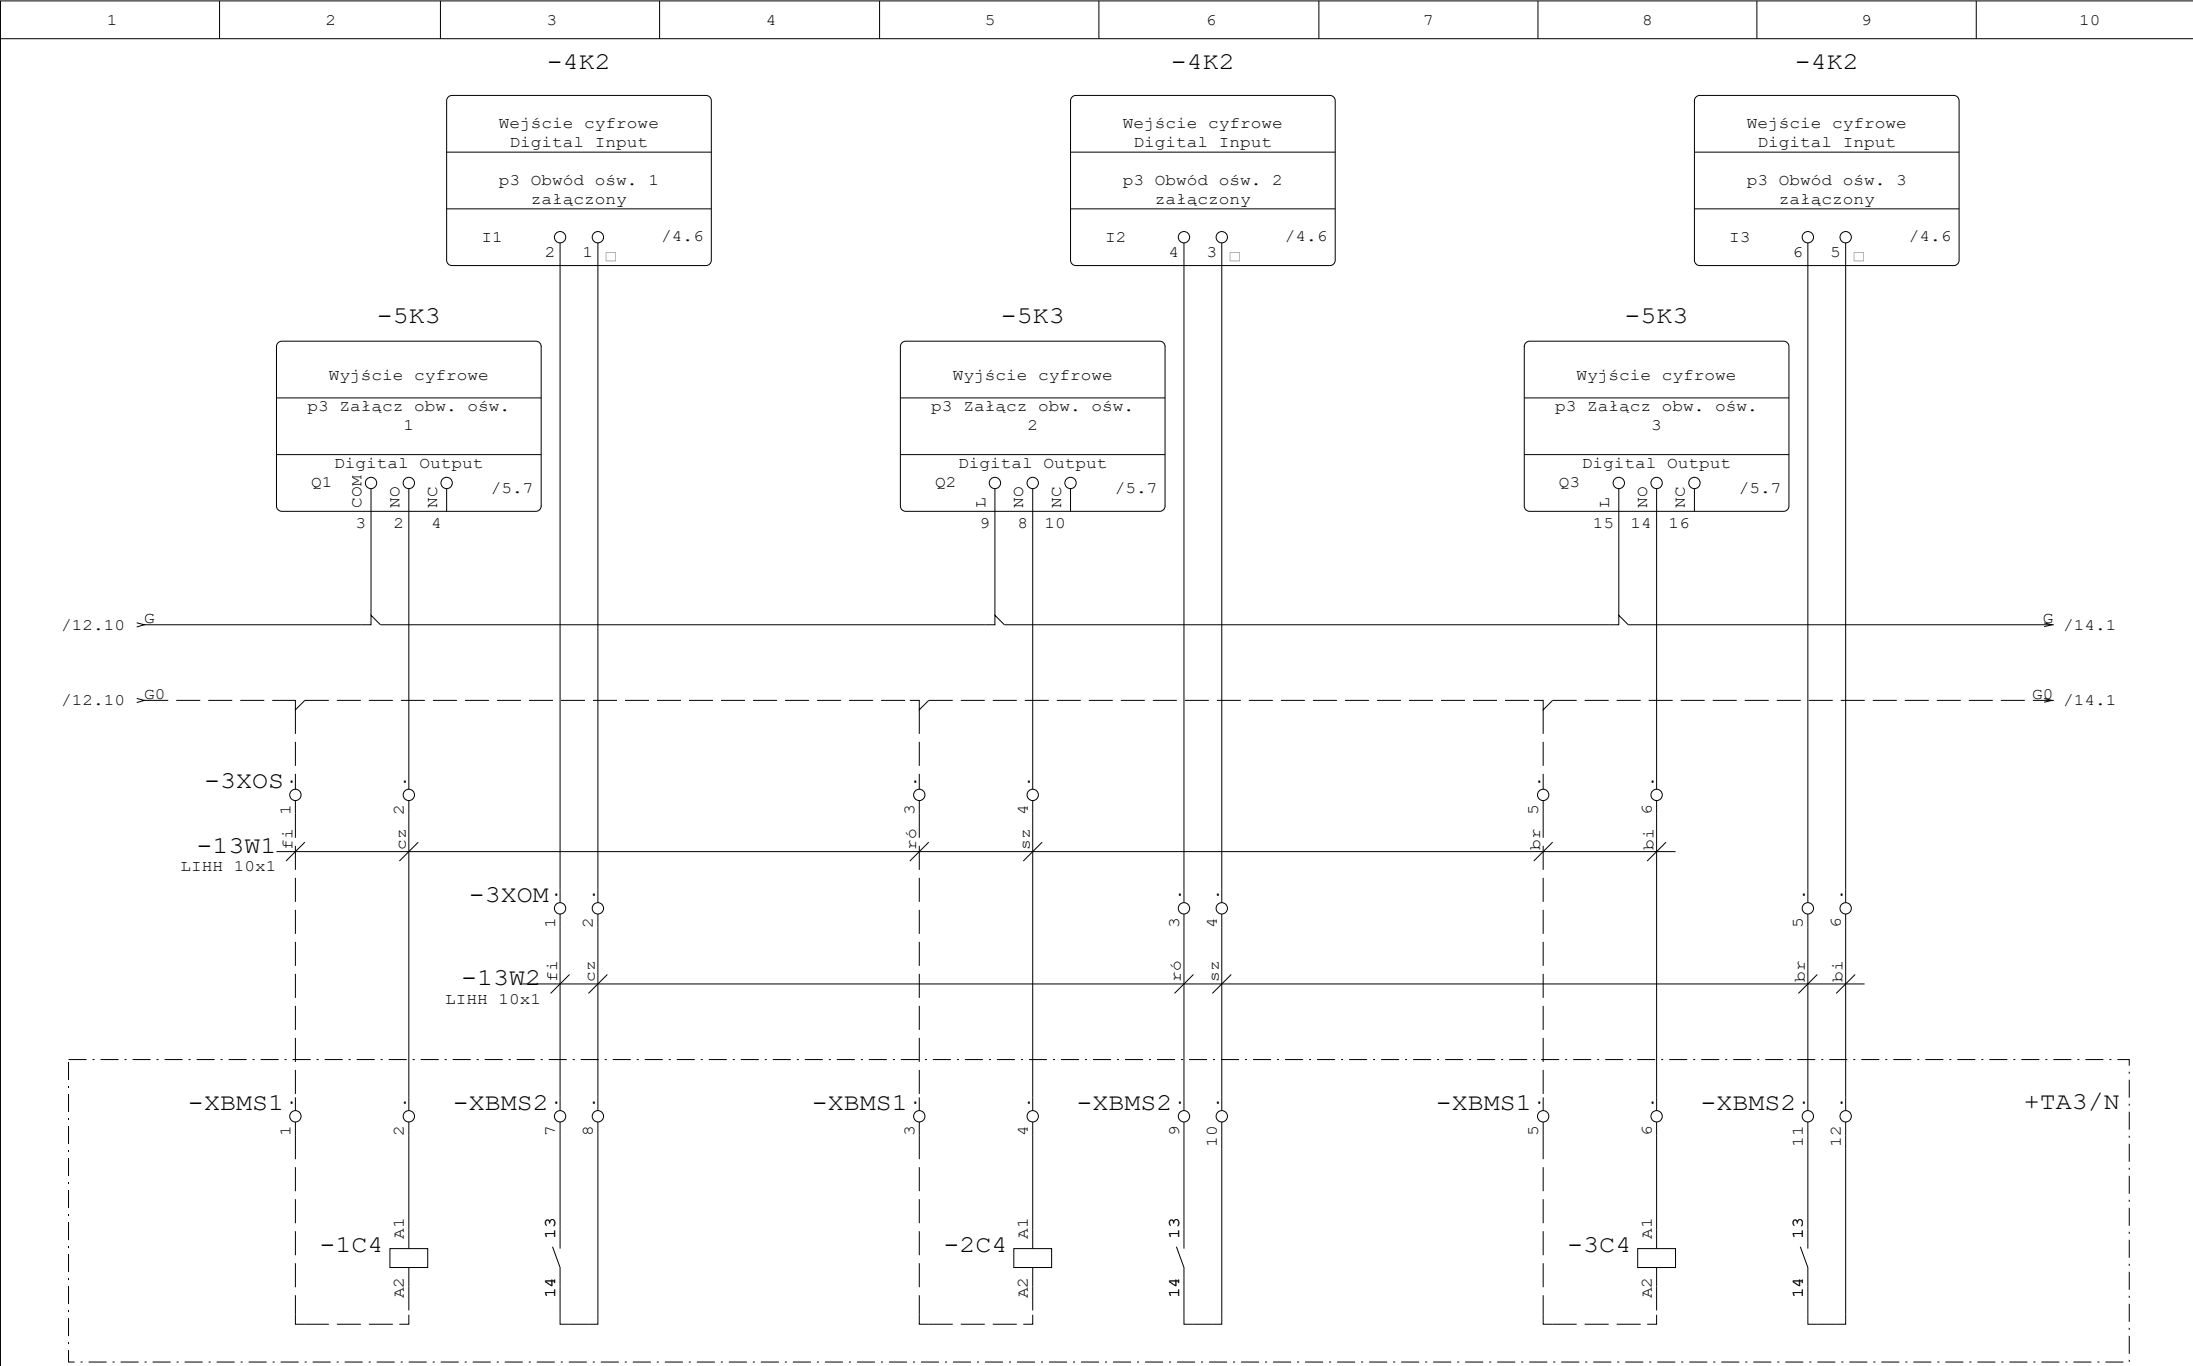 1 2 3 4 5 6 7 8 9 10
-4K2 -4K2 -4K2
Wejście cyfrowe Wejście cyfrowe Wejście cyfrowe
Digital Input Digital Input Digital Input
p3 Obwód ośw. 1 p3 Obwód ośw. 2 p3 Obwód ośw. 3
załączony załączony załączony
I1 /4.6 I2 /4.6 I3 /4.6
2 1 4 3 6 5
-5K3 -5K3 -5K3
Wyjście cyfrowe Wyjście cyfrowe Wyjście cyfrowe
p3 Załącz obw. ośw. p3 Załącz obw. ośw. p3 Załącz obw. ośw.
1 2 3
Digital Output Digital Output Digital Output
Q1 COM NO NC /5.7 Q2 L NO NC /5.7 Q3 L NO NC /5.7
3 2 4 9 8 10 15 14 16
/12.10 G G /14.1
/12.10 G0 G0 /14.1
-3XOS
1 2 3 4 5 6
-13W1 fi cz ró sz br bi
LIHH 10x1
-3XOM
1 2 3 4 5 6
-13W2 fi cz ró sz br bi
LIHH 10x1
-XBMS1 -XBMS2 -XBMS1 -XBMS2 -XBMS1 -XBMS2 +TA3/N
1 2 7 8 3 4 9 10 5 6 11 12
A1 13 A1 13 A1 13
-1C4 -2C4 -3C4
A2 14 A2 14 A2 14